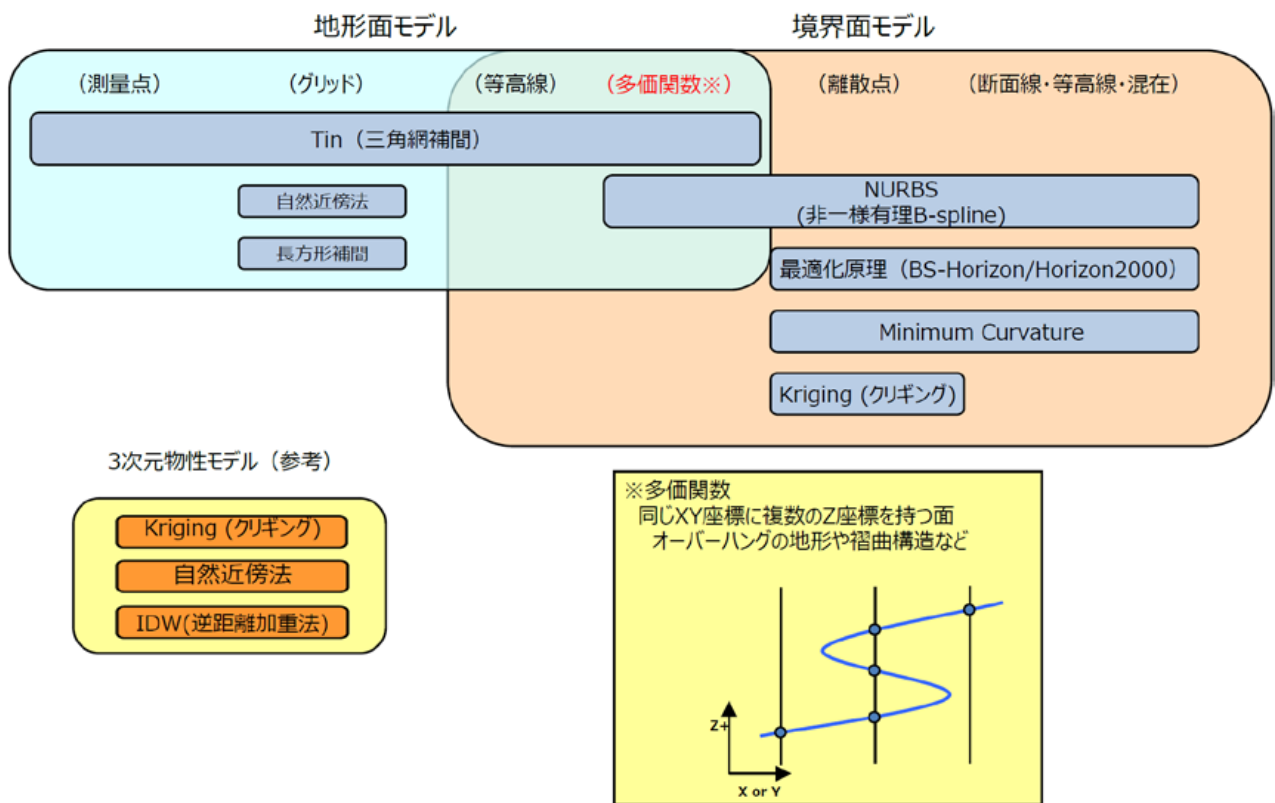 地形面モデル
境界面モデル
(測量点)
(グリッド)
(等高線)
(多価関数※)
(離散点)
(断面線・等高線・混在)
Tin（三角網補間）
自然近傍法
NURBS
(非一様有理B-spline)
長方形補間
最適化原理（BS-Horizon/Horizon2000）
Minimum Curvature
Kriging (クリギング)
3次元物性モデル（参考）
Kriging (クリギング)
自然近傍法
IDW(逆距離加重法)
※多価関数
同じXY座標に複数のZ座標を持つ面
オーバーハングの地形や褶曲構造など
Z+
X or Y